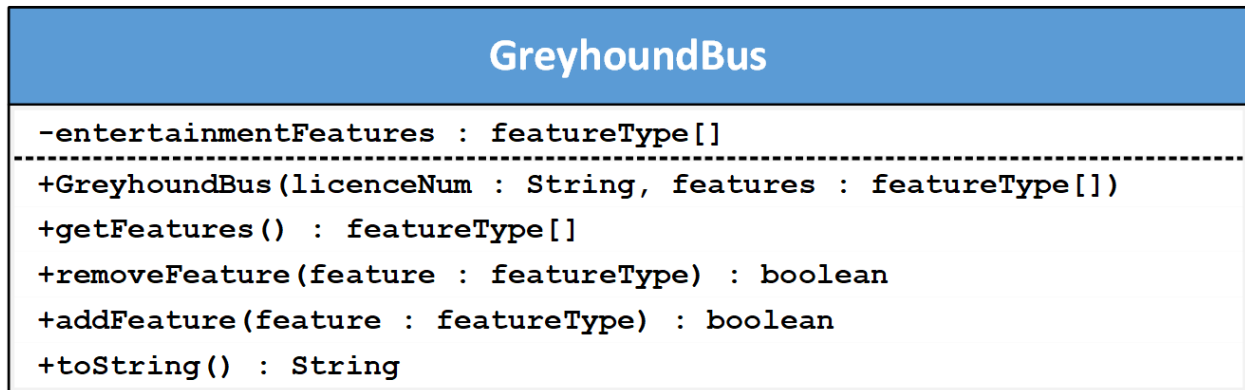 GreyhoundBus
-entertainmentFeatures : featureType[]
+GreyhoundBus(licenceNum : String, features : featureType[])
+getFeatures() : featureType[]
+removeFeature(feature : featureType) : boolean
+addFeature(feature : featureType) : boolean
+toString() : String